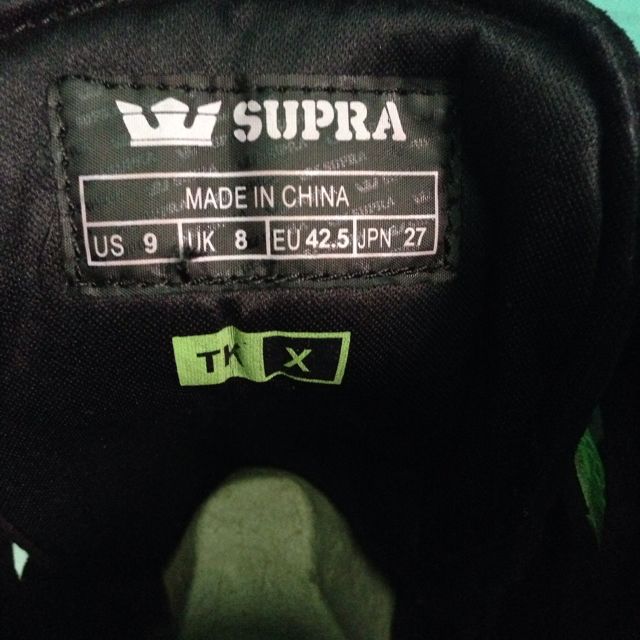 SUPRA
MADE IN CHINA
US 9 UK 8 EU 42.5 JPN 27
TK X